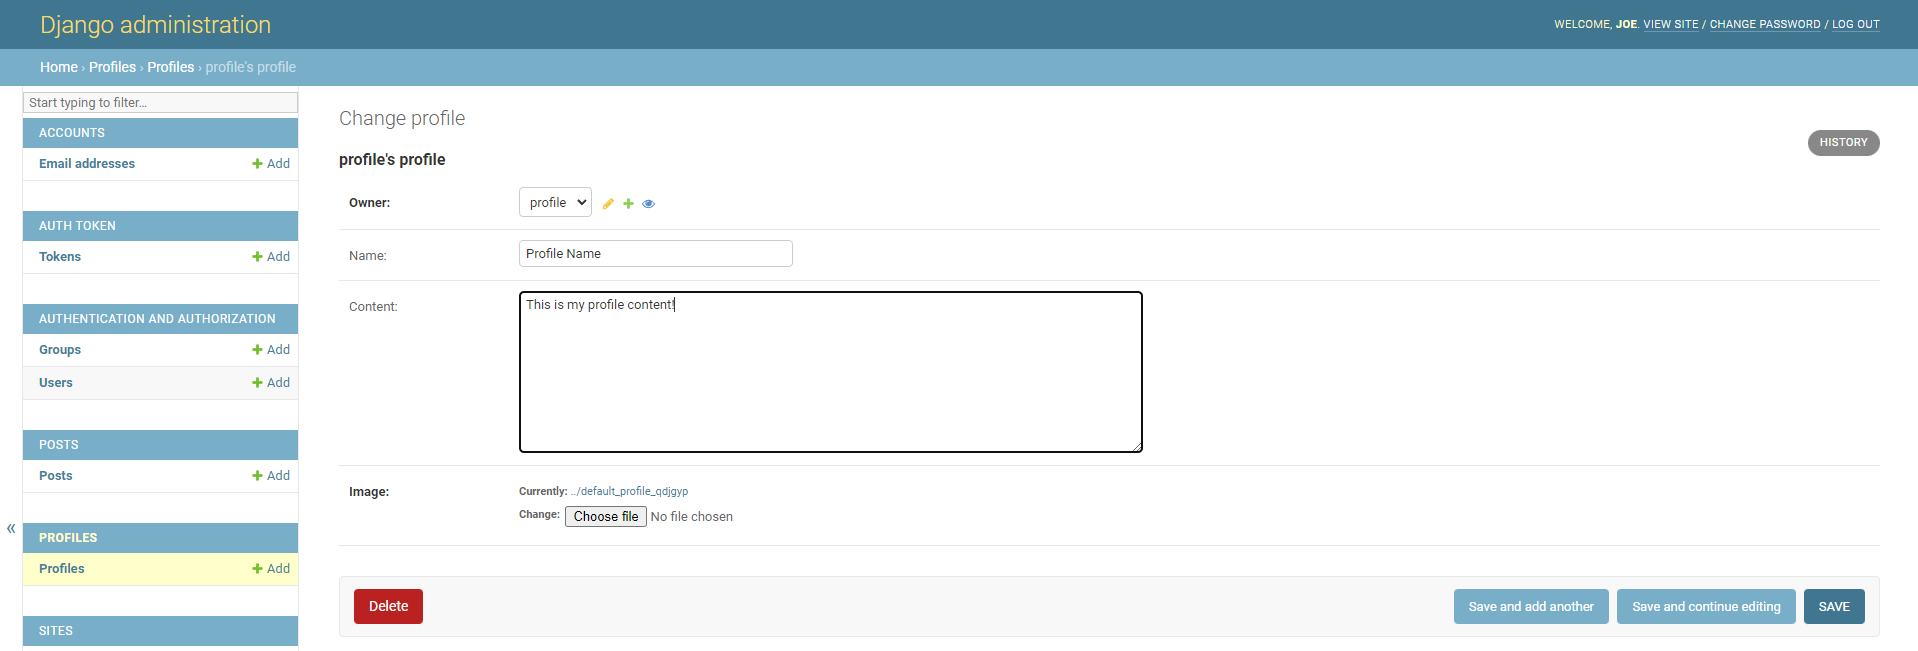 Django administration
WELCOME, JOE. VIEW SITE / CHANGE PASSWORD / LOG OUT
Home › Profiles › Profiles › profile's profile
Start typing to filter...
ACCOUNTS
Email addresses Add
AUTH TOKEN
Tokens Add
AUTHENTICATION AND AUTHORIZATION
Groups Add
Users Add
POSTS
Posts Add
«
PROFILES
Profiles Add
SITES
Change profile
HISTORY
profile's profile
Owner: profile
Name: Profile Name
Content: This is my profile content!
Image: Currently: ../default_profile_qdjgyp
Change: Choose file No file chosen
Delete Save and add another Save and continue editing SAVE